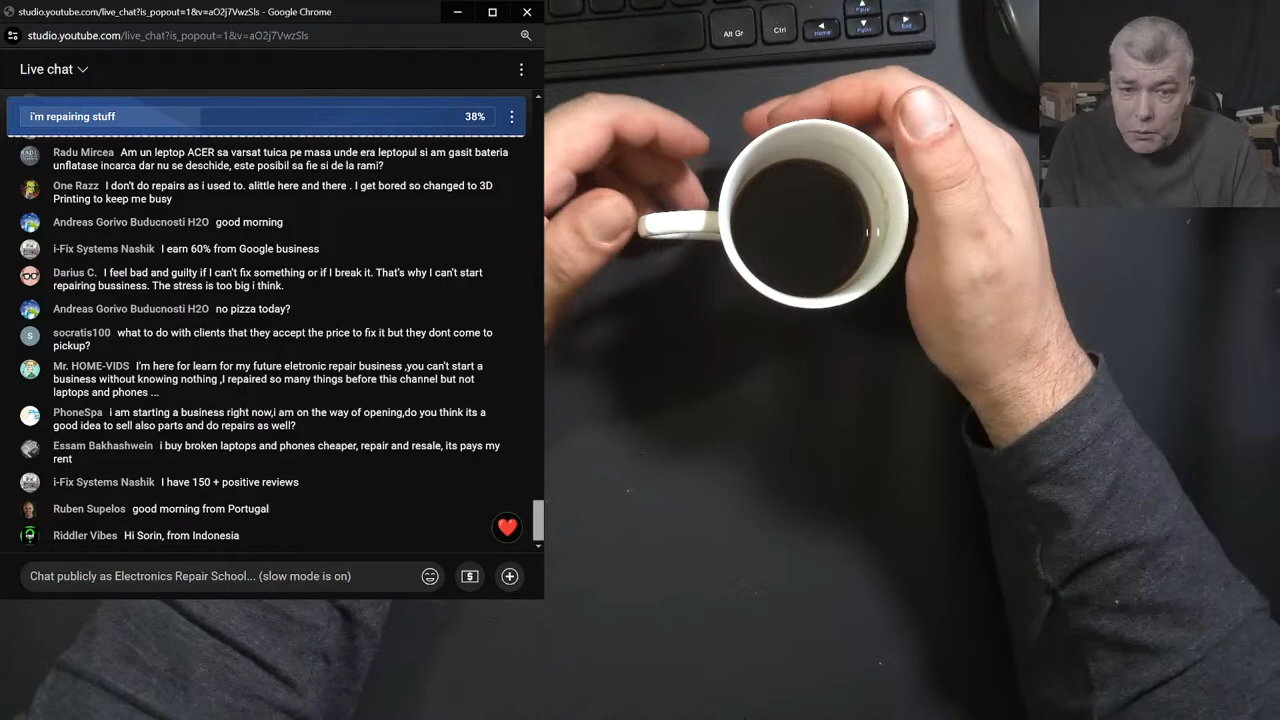 studio.youtube.com/live_chat?is_popout=1&v=aO2j7VwzSls - Google Chrome
studio.youtube.com/live_chat?is_popout=1&v=aO2j7VwzSls
Live chat
i'm repairing stuff 38%
Radu Mircea Am un leptop ACER sa varsat tuica pe masa unde era leptopul si am gasit bateria
unflatase incarca dar nu se deschide, este posibil sa fie si de la rami?
One Razz I don't do repairs as i used to. alittle here and there . I get bored so changed to 3D
Printing to keep me busy
Andreas Gorivo Buducnosti H2O good morning
i-Fix Systems Nashik I earn 60% from Google business
Darius C. I feel bad and guilty if I can't fix something or if I break it. That's why I can't start
repairing bussiness. The stress is too big i think.
Andreas Gorivo Buducnosti H2O no pizza today?
S socratis100 what to do with clients that they accept the price to fix it but they dont come to
pickup?
Mr. HOME-VIDS I'm here for learn for my future eletronic repair business ,you can't start a
business without knowing nothing ,I repaired so many things before this channel but not
laptops and phones ...
PhoneSpa i am starting a business right now,i am on the way of opening,do you think its a
good idea to sell also parts and do repairs as well?
Essam Bakhashwein i buy broken laptops and phones cheaper, repair and resale, its pays my
rent
i-Fix Systems Nashik I have 150 + positive reviews
Ruben Supelos good morning from Portugal
Riddler Vibes Hi Sorin, from Indonesia
Chat publicly as Electronics Repair School... (slow mode is on)
Alt Gr
Ctrl
Home
PgUp
PgDn
End